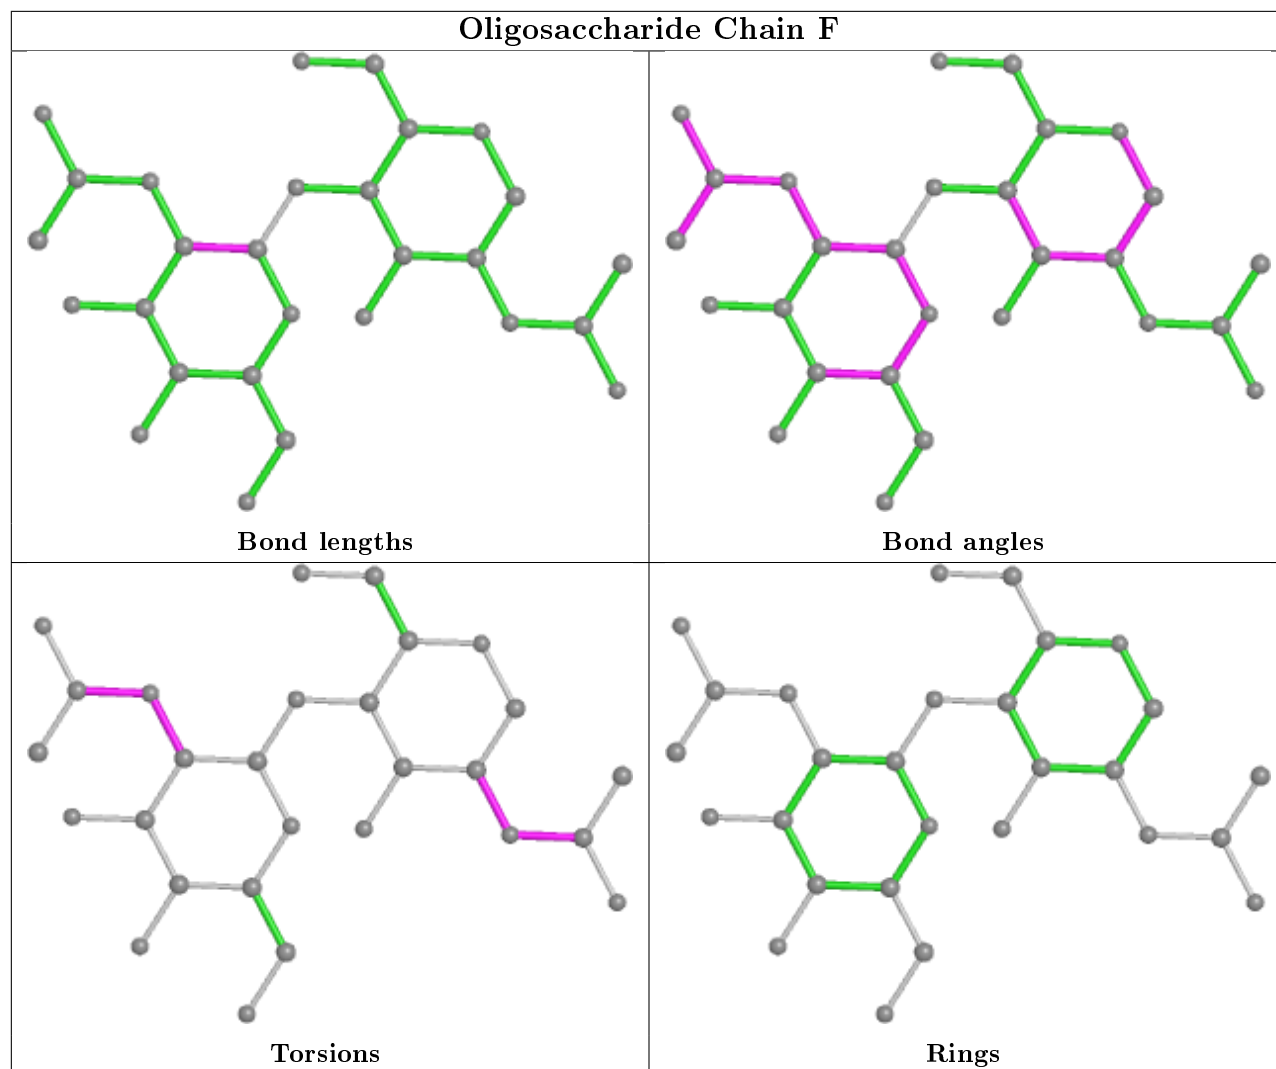 Oligosaccharide Chain F
Bond lengths
Bond angles
Torsions
Rings